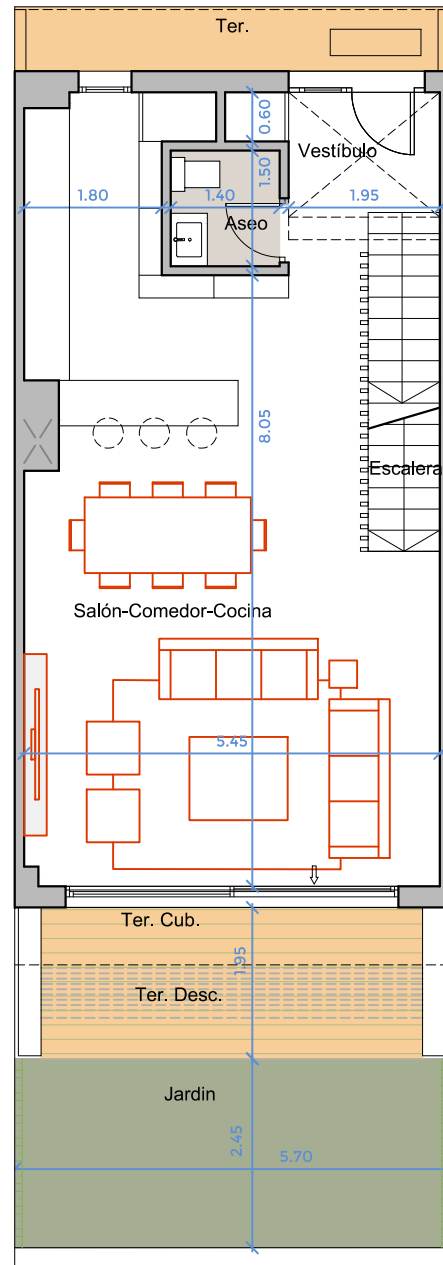 Ter.
0.60
Vestíbulo
1.50
1.80
1.40
1.95
Aseo
8.05
Escalera
Salón-Comedor-Cocina
5.45
Ter. Cub.
1.95
Ter. Desc.
Jardin
2.45
5.70